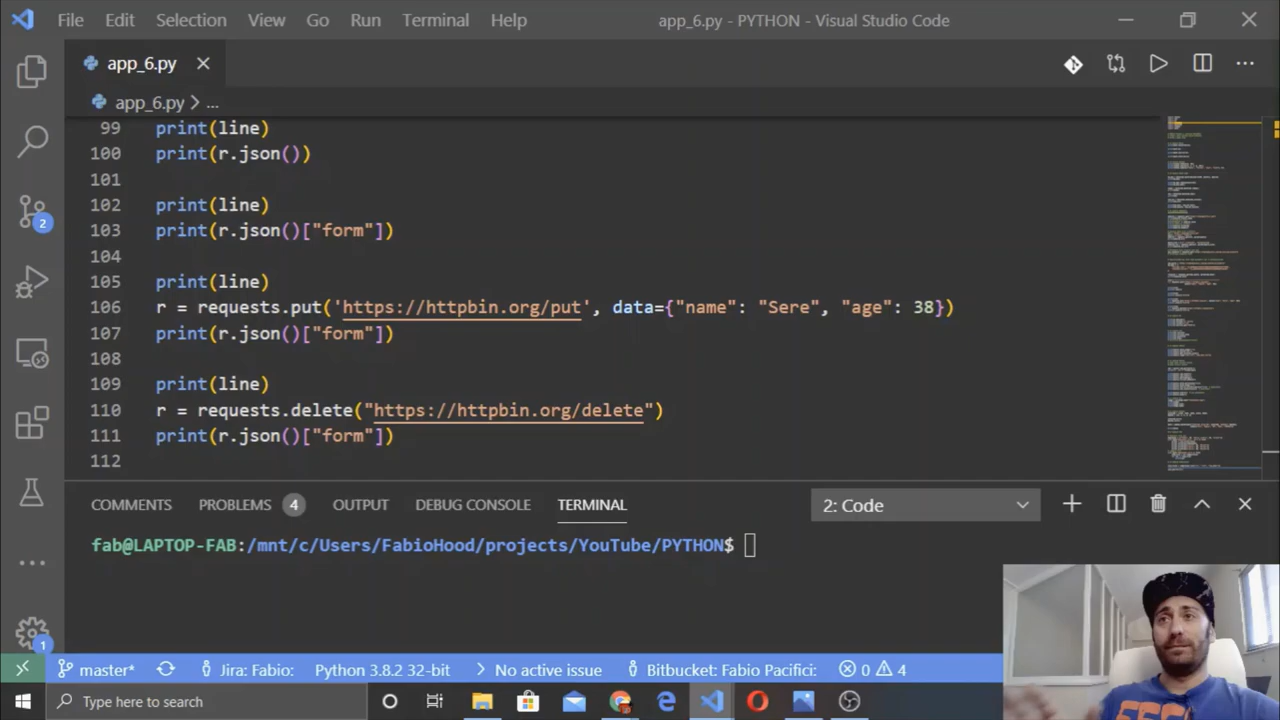 File Edit Selection View Go Run Terminal Help app_6.py - PYTHON - Visual Studio Code
app_6.py
app_6.py > ...
99 print(line)
100 print(r.json())
101
102 print(line)
103 print(r.json()["form"])
104
105 print(line)
106 r = requests.put('https://httpbin.org/put', data={"name": "Sere", "age": 38})
107 print(r.json()["form"])
108
109 print(line)
110 r = requests.delete("https://httpbin.org/delete")
111 print(r.json()["form"])
112
2
COMMENTS PROBLEMS 4 OUTPUT DEBUG CONSOLE TERMINAL 2: Code
fab@LAPTOP-FAB:/mnt/c/Users/FabioHood/projects/YouTube/PYTHON$
1
master* Jira: Fabio: Python 3.8.2 32-bit No active issue Bitbucket: Fabio Pacifici: 0 4
Type here to search